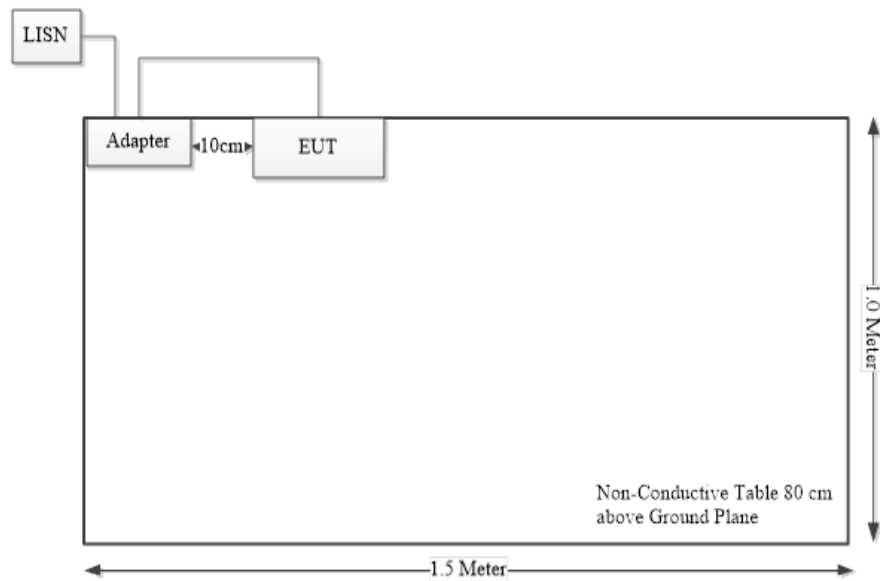 LISN
Adapter
10cm
EUT
1.0 Meter
Non-Conductive Table 80 cm
above Ground Plane
1.5 Meter